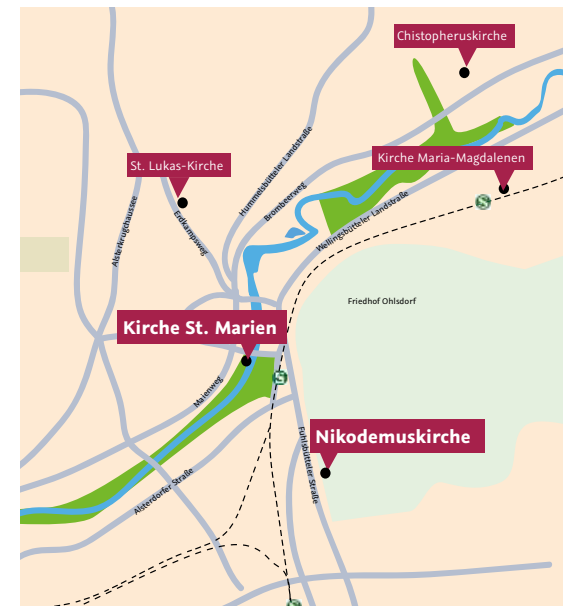 Chistopheruskirche
Hummelsbütteler Landstraße
Kirche Maria-Magdalenen
St. Lukas-Kirche
Brombeerweg
Alsterkrugchaussee
Erdkampsweg
Wellingsbütteler Landstraße
S
Friedhof Ohlsdorf
Kirche St. Marien
S
Maienweg
Nikodemuskirche
Fuhlsbütteler Straße
Alsterdorfer Straße
S